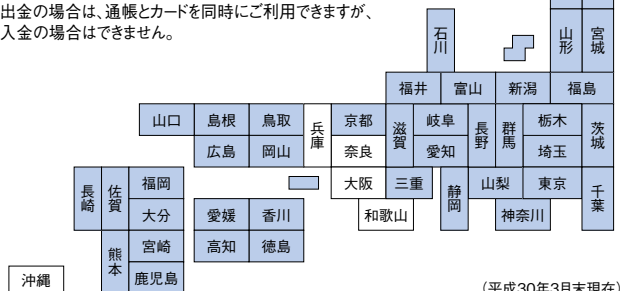 出金の場合は、通帳とカードを同時にご利用できますが、
入金の場合はできません。
石川
山形
宮城
福井
富山
新潟
福島
山口
島根
鳥取
兵庫
京都
滋賀
岐阜
長野
群馬
栃木
茨城
広島
岡山
奈良
愛知
埼玉
長崎
佐賀
福岡
大阪
三重
静岡
山梨
東京
千葉
大分
愛媛
香川
和歌山
神奈川
熊本
宮崎
高知
徳島
沖縄
鹿児島
(平成30年3月末現在)